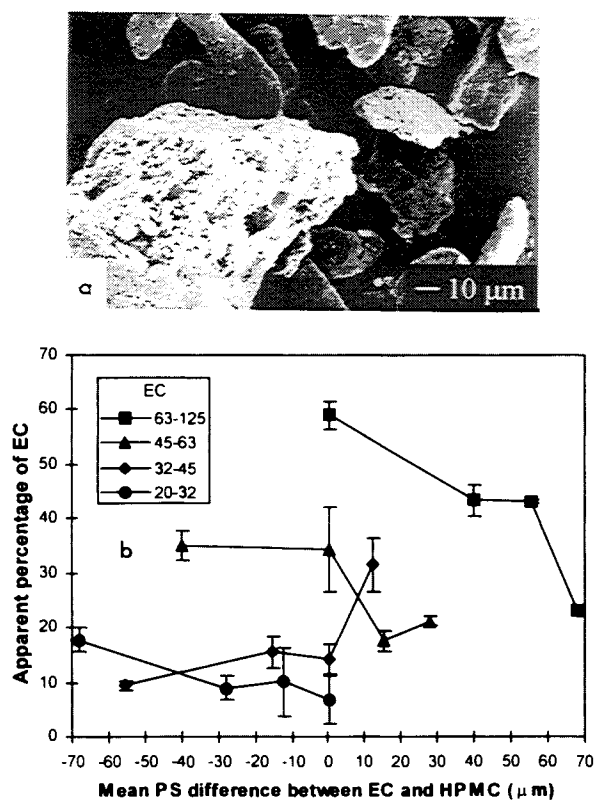 a
10 μm
70
60
50
40
30
20
10
0
Apparent percentage of EC
EC
63-125
45-63
32-45
20-32
b
-70 -60 -50 -40 -30 -20 -10 0 10 20 30 40 50 60 70
Mean PS difference between EC and HPMC (μm)